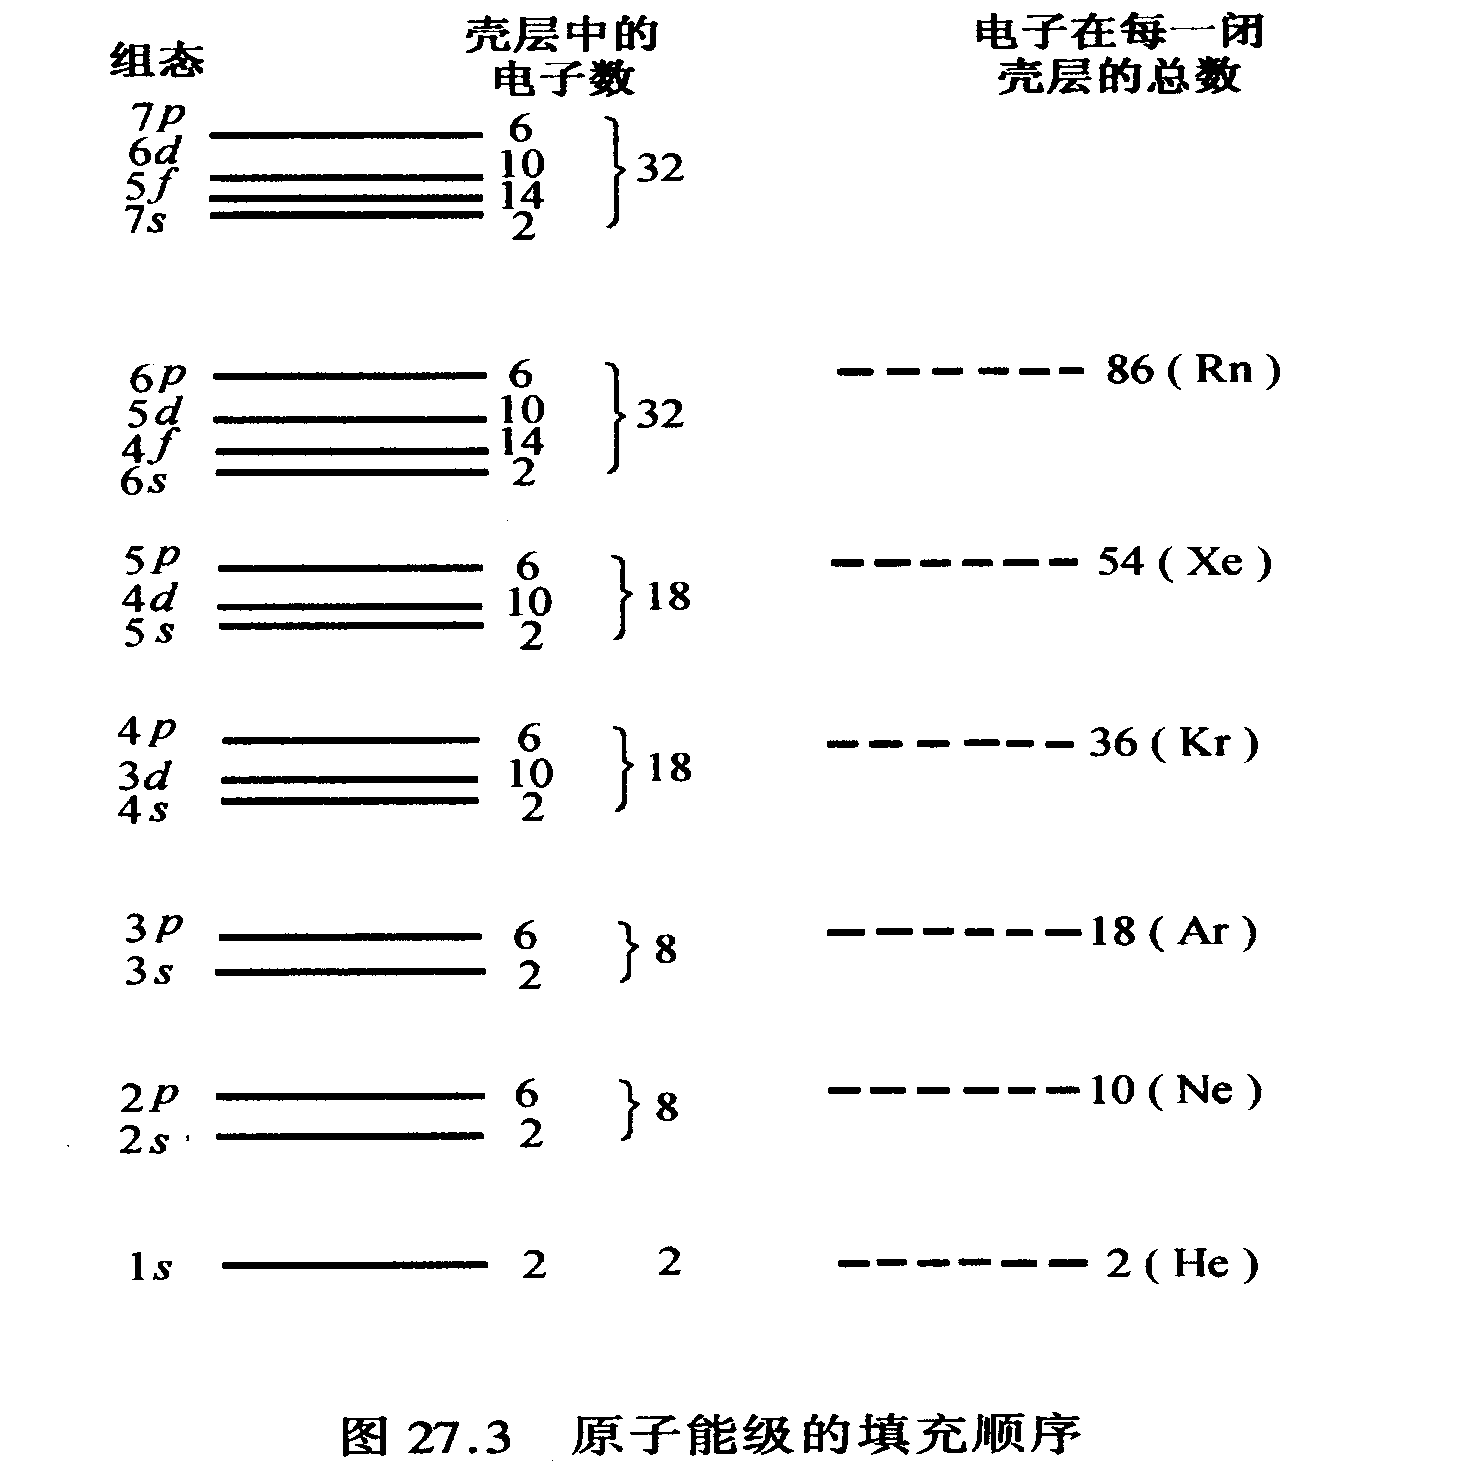 组态
壳层中的
电子数
电子在每一闭
壳层的总数
7p 6
6d 10
5f 14
7s 2
32
6p 6
5d 10
4f 14
6s 2
32
86 ( Rn )
5p 6
4d 10
5s 2
18
54 ( Xe )
4p 6
3d 10
4s 2
18
36 ( Kr )
3p 6
3s 2
8
18 ( Ar )
2p 6
2s 2
8
10 ( Ne )
1s 2 2 2 ( He )
图 27.3 原子能级的填充顺序